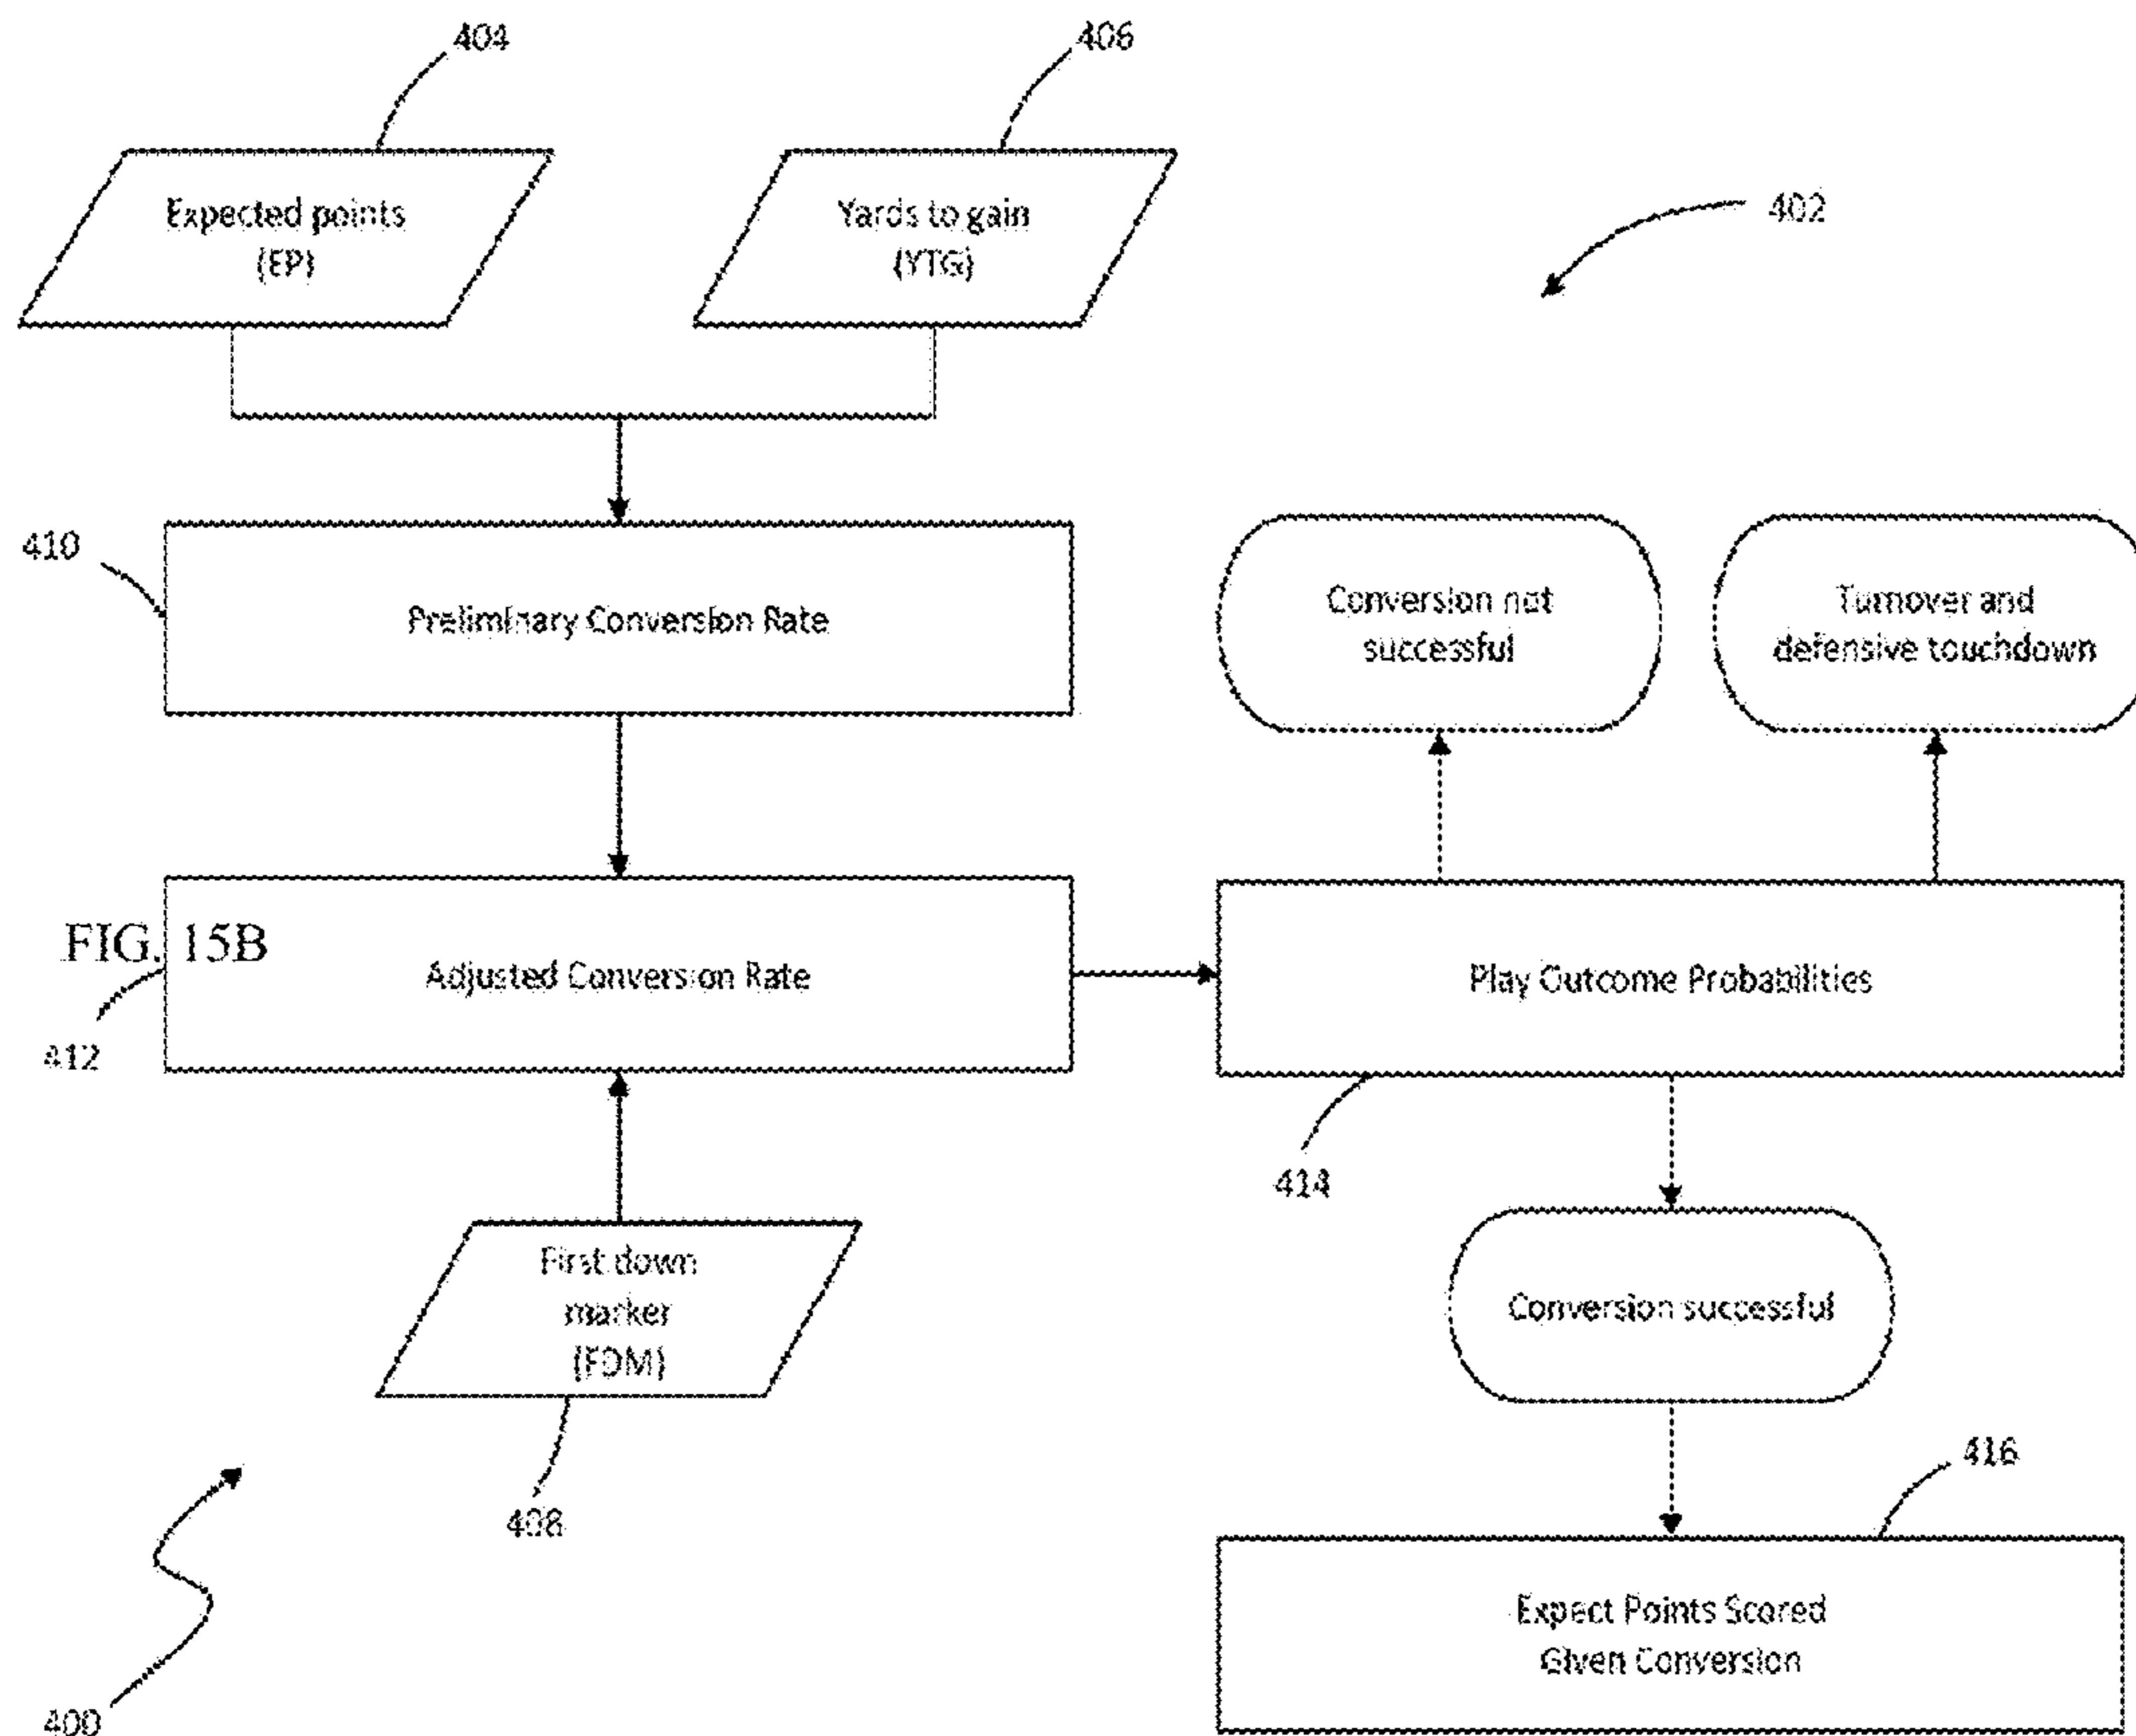 404
406
Expected points
(EP)
Yards to gain
(YTG)
402
410
Preliminary Conversion Rate
Conversion not
successful
Turnover and
defensive touchdown
FIG. 15B
412
Adjusted Conversion Rate
Play Outcome Probabilities
414
First down
marker
(FDM)
408
Conversion successful
416
Expect Points Scored
Given Conversion
400